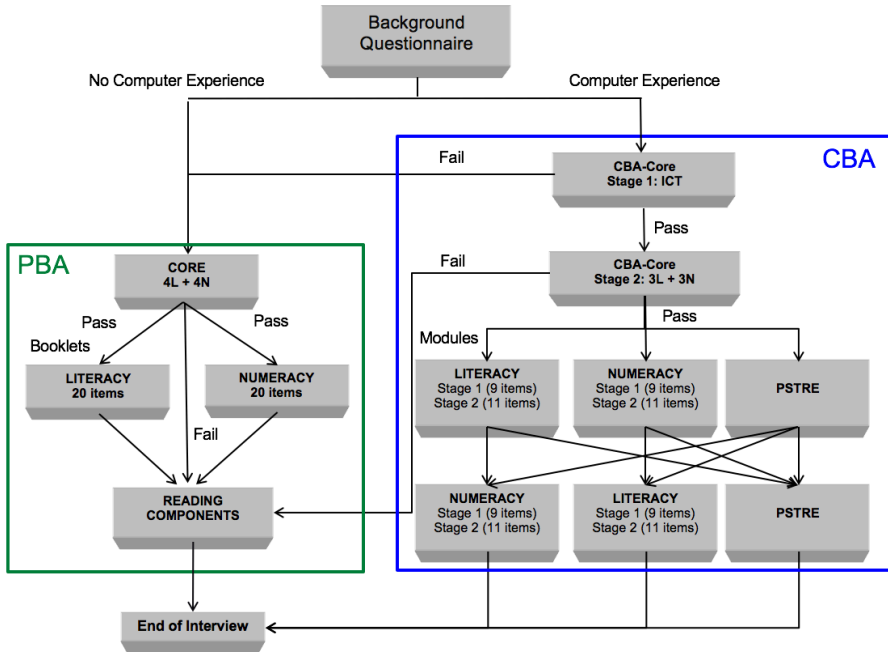 Background
Questionnaire
No Computer Experience
Computer Experience
CBA
Fail
CBA-Core
Stage 1: ICT
Pass
PBA
CORE
4L + 4N
Fail
CBA-Core
Stage 2: 3L + 3N
Pass
Pass
Pass
Booklets
Modules
LITERACY
20 items
NUMERACY
20 items
LITERACY
Stage 1 (9 items)
Stage 2 (11 items)
NUMERACY
Stage 1 (9 items)
Stage 2 (11 items)
PSTRE
Fail
READING
COMPONENTS
NUMERACY
Stage 1 (9 items)
Stage 2 (11 items)
LITERACY
Stage 1 (9 items)
Stage 2 (11 items)
PSTRE
End of Interview